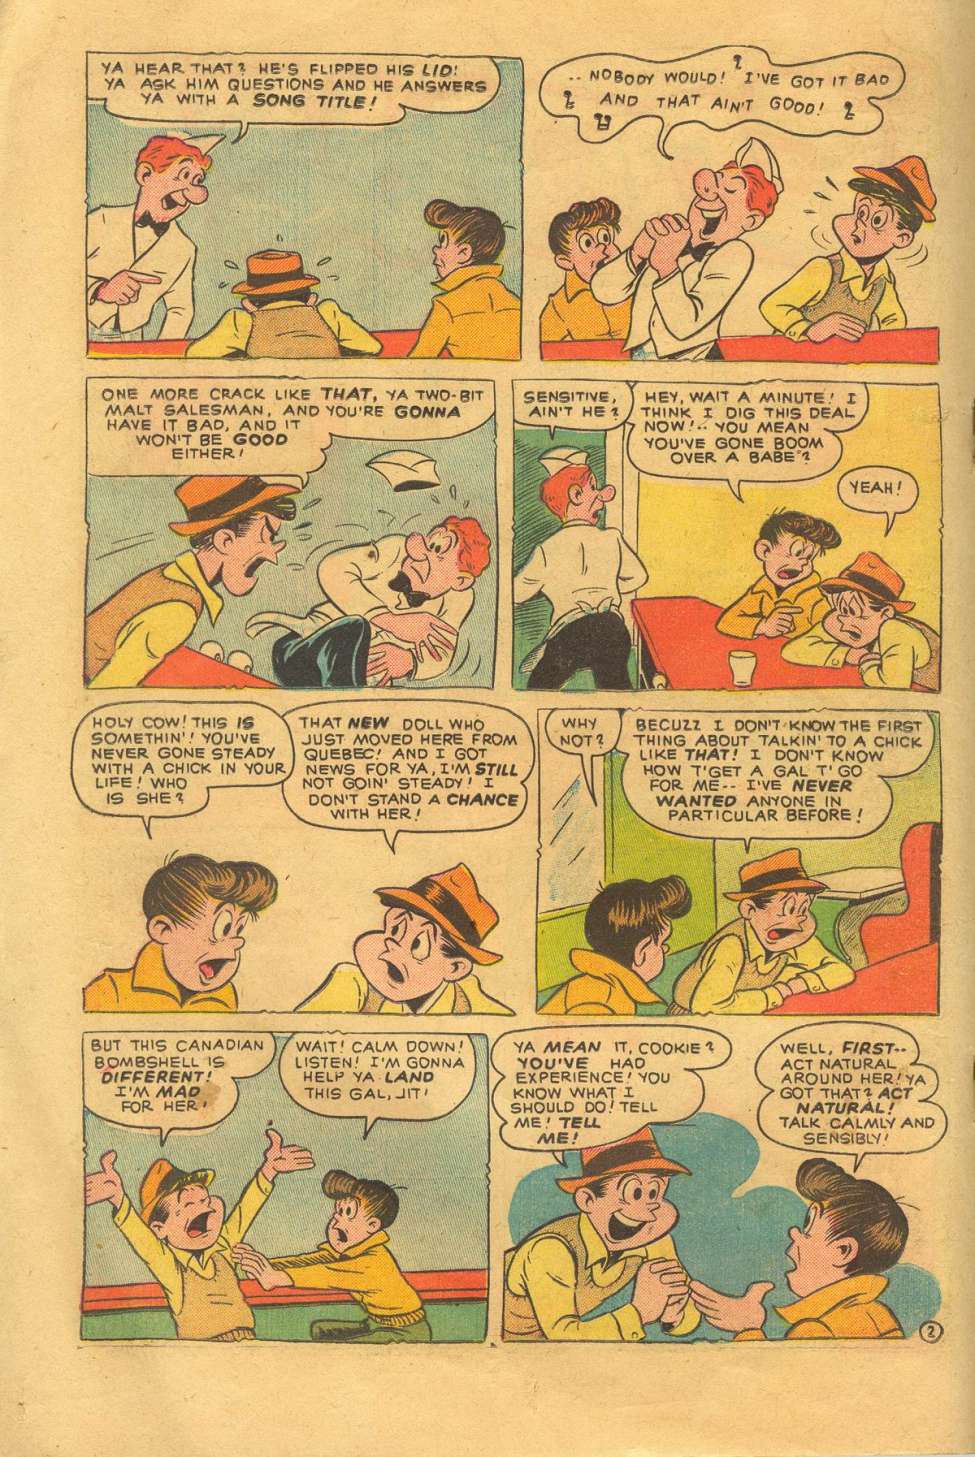 YA HEAR THAT? HE'S FLIPPED HIS LID!
YA ASK HIM QUESTIONS AND HE ANSWERS
YA WITH A SONG TITLE!
..NOBODY WOULD! I'VE GOT IT BAD
AND THAT AIN'T GOOD!
ONE MORE CRACK LIKE THAT, YA TWO-BIT
MALT SALESMAN, AND YOU'RE GONNA
HAVE IT BAD, AND IT
WON'T BE GOOD
EITHER!
SENSITIVE,
AIN'T HE?
HEY, WAIT A MINUTE! I
THINK I DIG THIS DEAL
NOW!-- YOU MEAN
YOU'VE GONE BOOM
OVER A BABE?
YEAH!
HOLY COW! THIS IS
SOMETHIN'! YOU'VE
NEVER GONE STEADY
WITH A CHICK IN YOUR
LIFE! WHO
IS SHE?
THAT NEW DOLL WHO
JUST MOVED HERE FROM
QUEBEC! AND I GOT
NEWS FOR YA, I'M STILL
NOT GOIN' STEADY! I
DON'T STAND A CHANCE
WITH HER!
WHY
NOT?
BECUZZ I DON'T KNOW THE FIRST
THING ABOUT TALKIN' TO A CHICK
LIKE THAT! I DON'T KNOW
HOW T'GET A GAL T' GO
FOR ME-- I'VE NEVER
WANTED ANYONE IN
PARTICULAR BEFORE!
BUT THIS CANADIAN
BOMBSHELL IS
DIFFERENT!
I'M MAD
FOR HER!
WAIT! CALM DOWN!
LISTEN! I'M GONNA
HELP YA LAND
THIS GAL, JIT!
YA MEAN IT, COOKIE?
YOU'VE HAD
EXPERIENCE! YOU
KNOW WHAT I
SHOULD DO! TELL
ME! TELL
ME!
WELL, FIRST--
ACT NATURAL
AROUND HER! YA
GOT THAT? ACT
NATURAL!
TALK CALMLY AND
SENSIBLY!
2